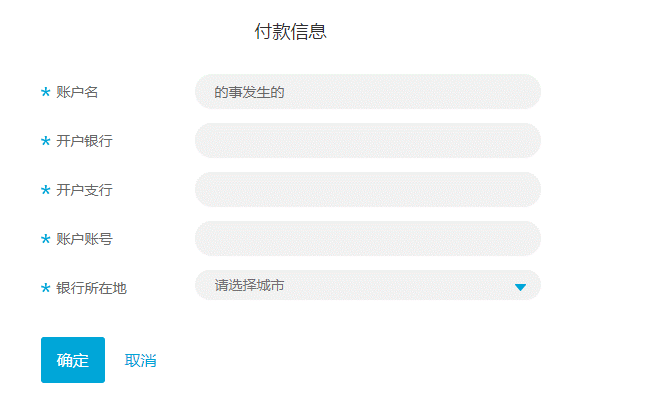 付款信息
* 账户名 的事发生的
* 开户银行
* 开户支行
* 账户账号
* 银行所在地 请选择城市
确定 取消